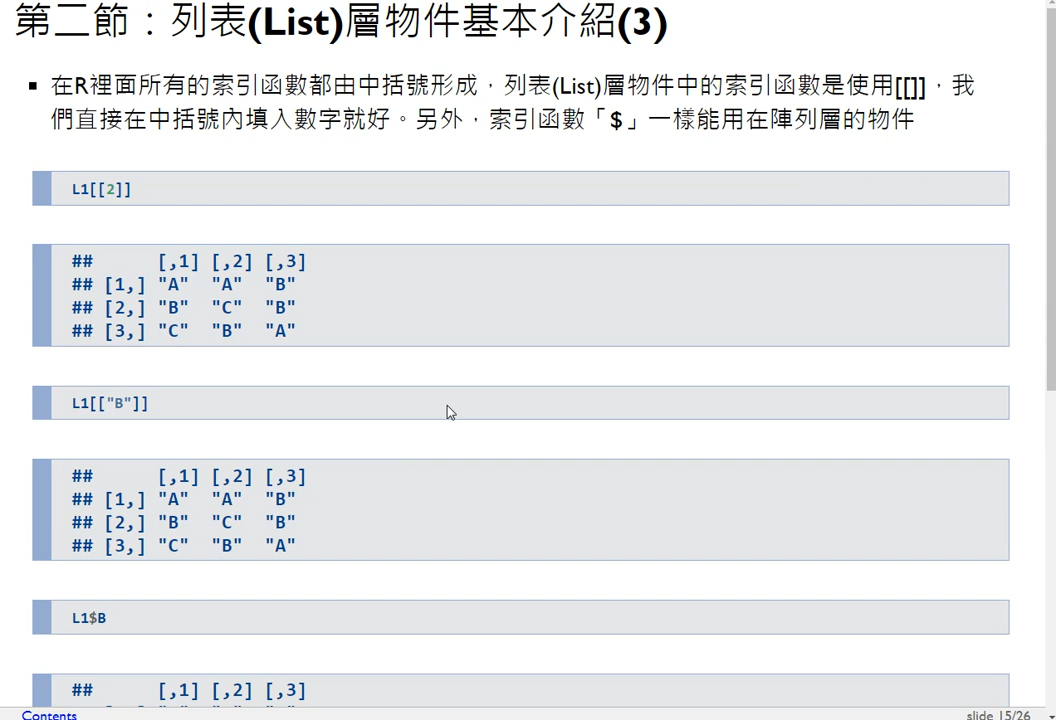 第二節：列表(List)層物件基本介紹(3)
▪ 在R裡面所有的索引函數都由中括號形成，列表(List)層物件中的索引函數是使用[[]]，我
們直接在中括號內填入數字就好。另外，索引函數「$」一樣能用在陣列層的物件
L1[[2]]
## [,1] [,2] [,3]
## [1,] "A" "A" "B"
## [2,] "B" "C" "B"
## [3,] "C" "B" "A"
L1[["B"]]
## [,1] [,2] [,3]
## [1,] "A" "A" "B"
## [2,] "B" "C" "B"
## [3,] "C" "B" "A"
L1$B
## [,1] [,2] [,3]
Contents
slide 15/26